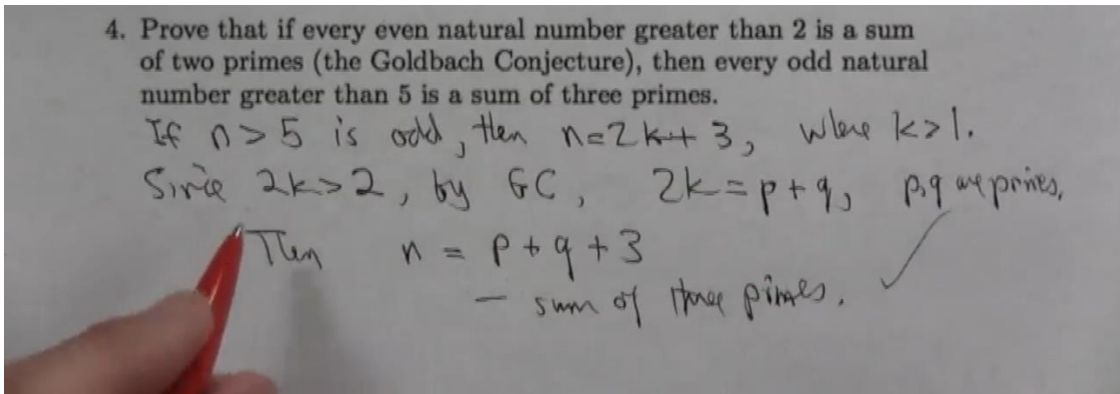 4. Prove that if every even natural number greater than 2 is a sum
of two primes (the Goldbach Conjecture), then every odd natural
number greater than 5 is a sum of three primes.
If n > 5 is odd, then n=2k+3, where k>1.
Since 2k>2, by GC, 2k=p+q, p,q are primes,
Then n = p+q+3
- sum of three primes. ✓